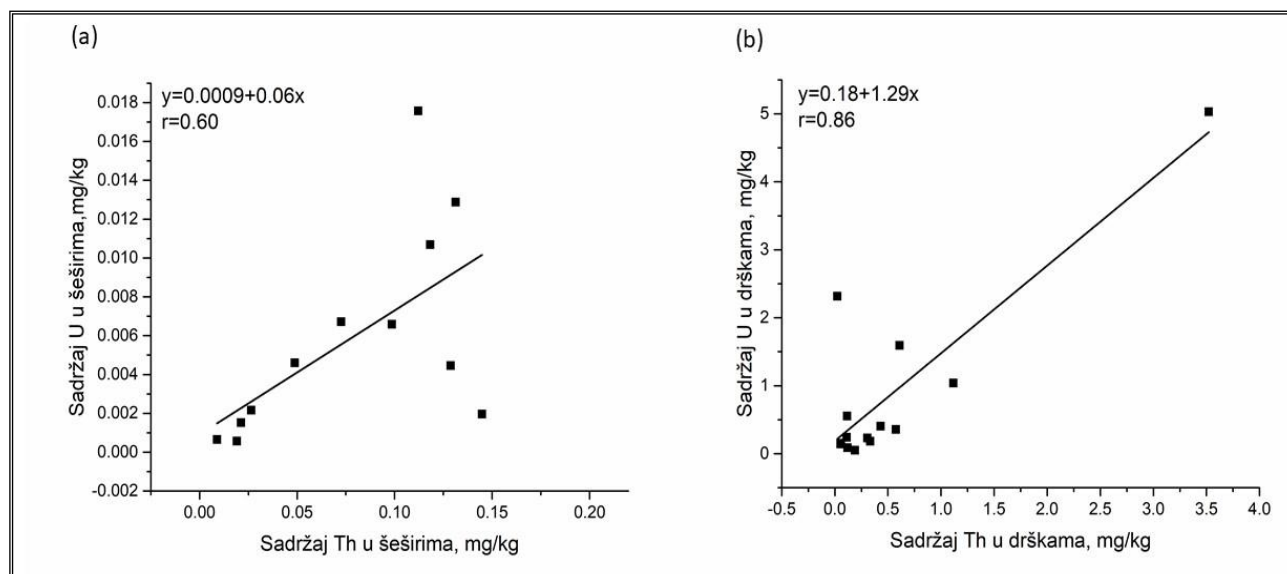 (a)
y=0.0009+0.06x
r=0.60
0.018
0.016
0.014
0.012
0.010
0.008
0.006
0.004
0.002
0.000
-0.002
Sadržaj U u šeširima,mg/kg
0.00 0.05 0.10 0.15 0.20
Sadržaj Th u šeširima, mg/kg
(b)
y=0.18+1.29x
r=0.86
5
4
3
2
1
0
Sadržaj U u drškama, mg/kg
-0.5 0.0 0.5 1.0 1.5 2.0 2.5 3.0 3.5 4.0
Sadržaj Th u drškama, mg/kg